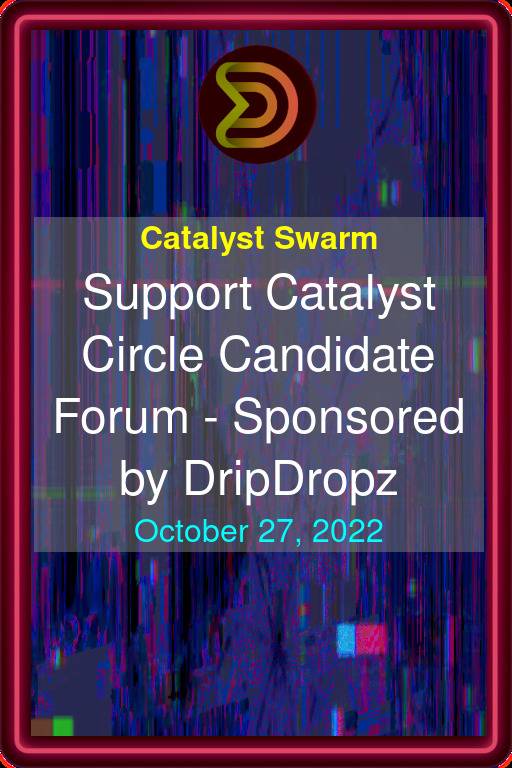 Catalyst Swarm
Support Catalyst
Circle Candidate
Forum - Sponsored
by DripDropz
October 27, 2022